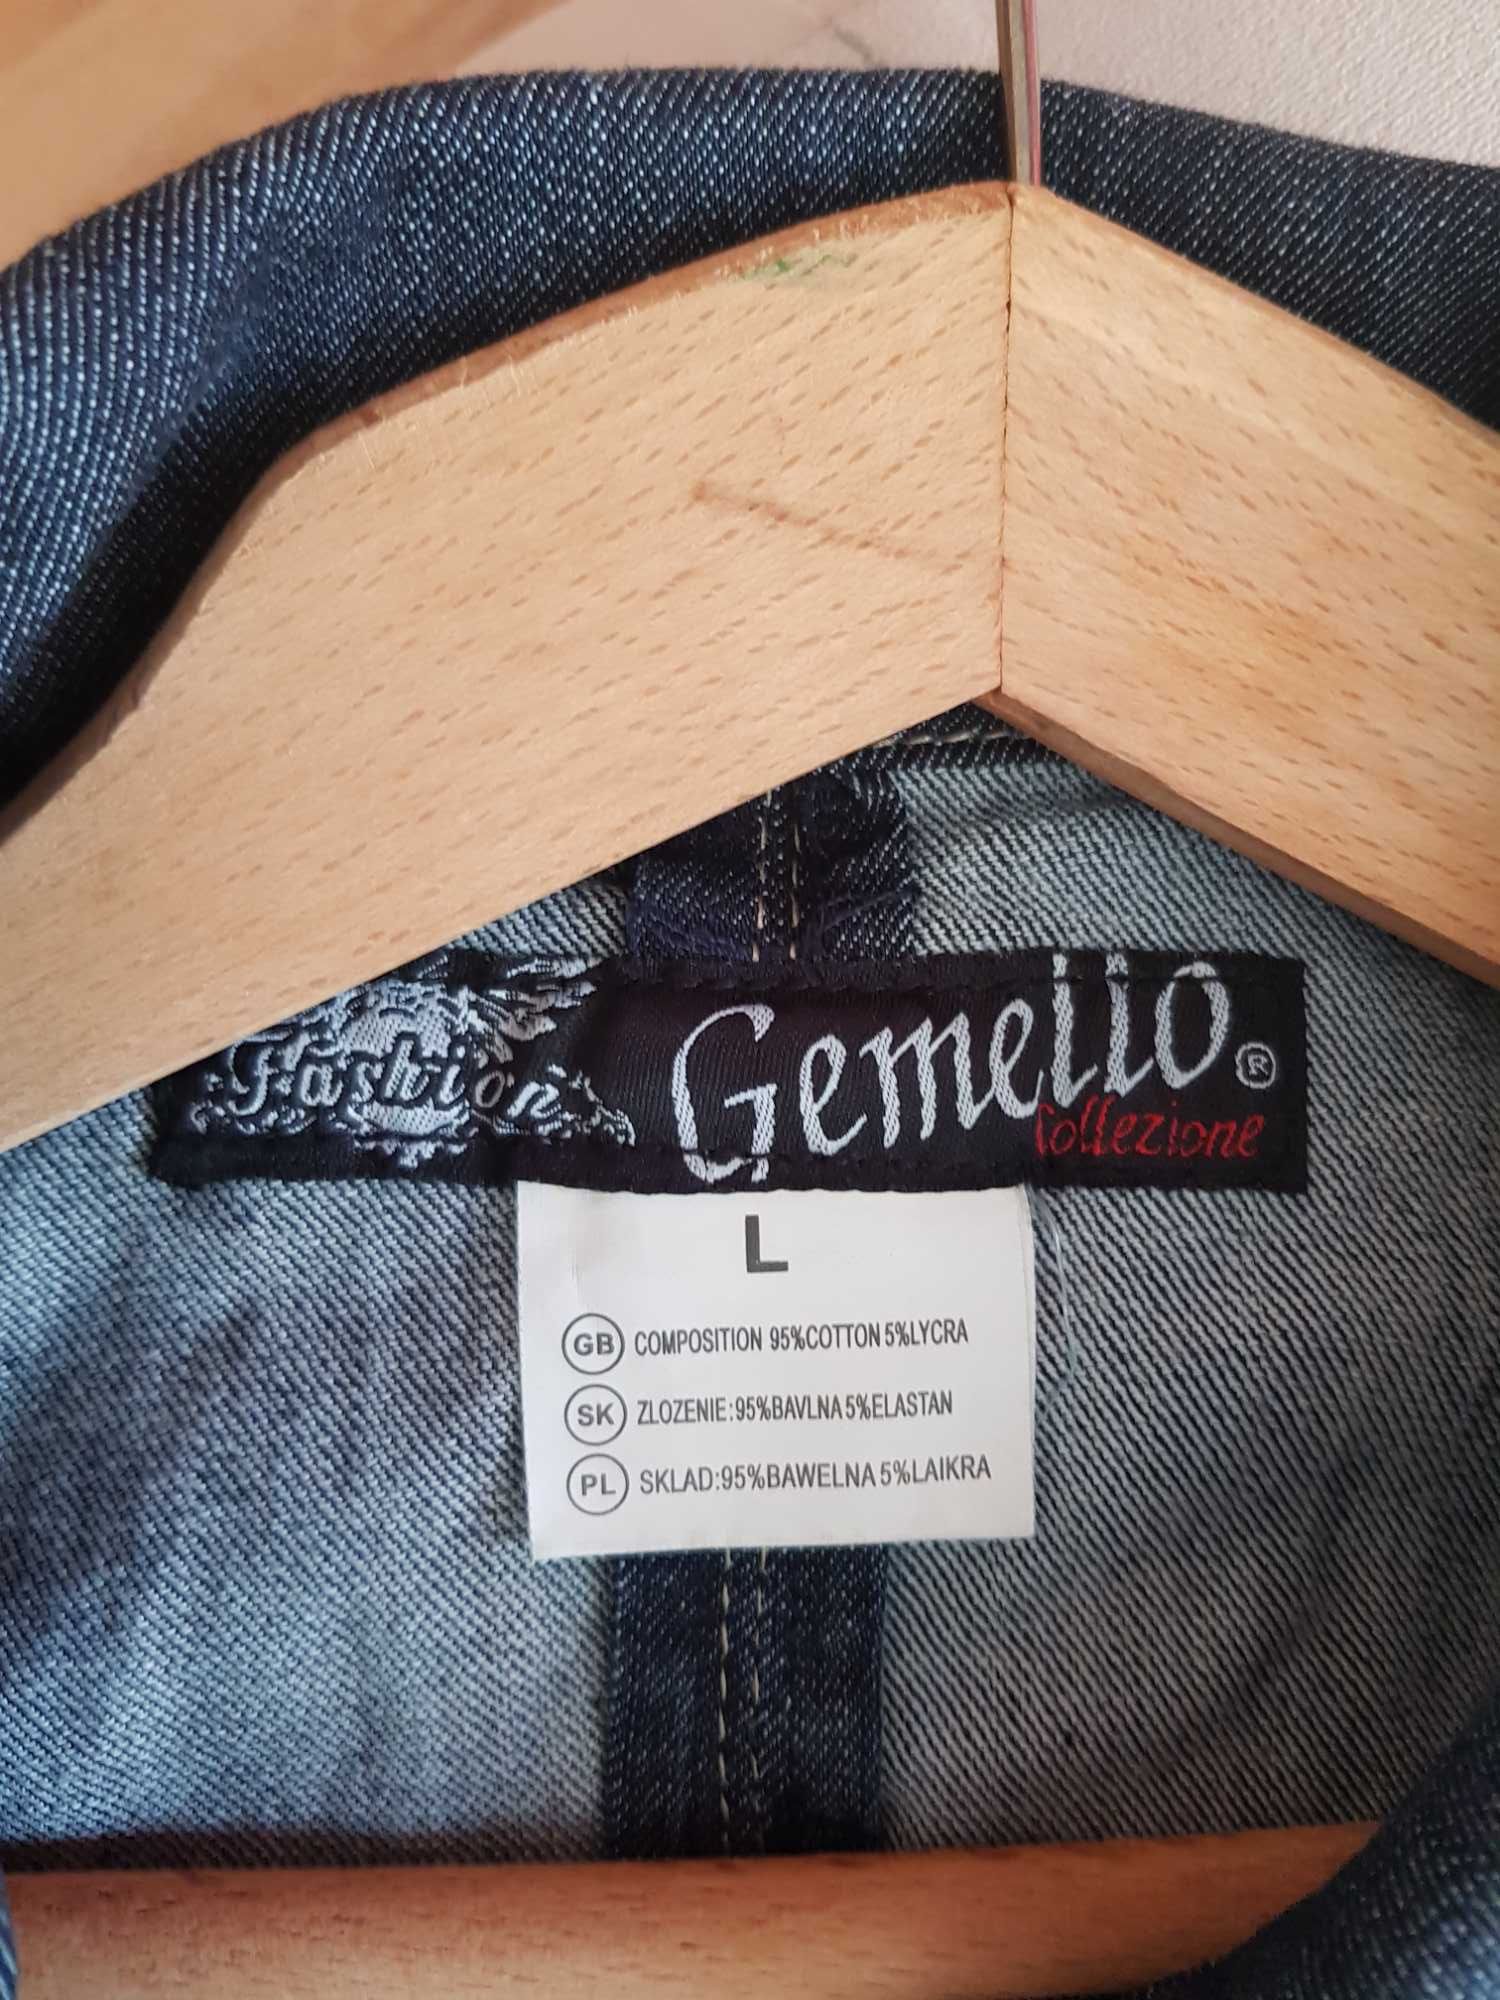 Fashion
Gemello ®
Collezione
L
GB COMPOSITION 95%COTTON 5%LYCRA
SK ZLOZENIE:95%BAVLNA 5%ELASTAN
PL SKLAD:95%BAWELNA 5%LAIKRA